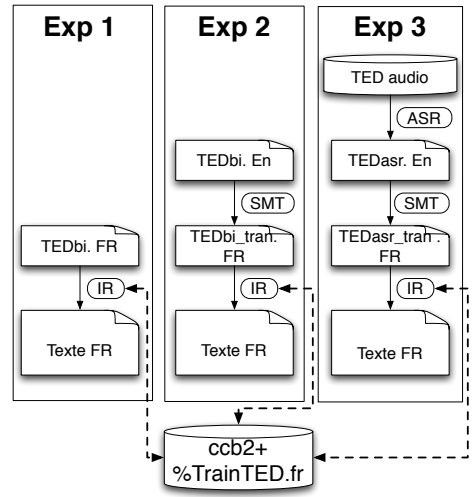 Exp 1
TEDbi. FR
IR
Texte FR
Exp 2
TEDbi. En
SMT
TEDbi_tran.
FR
IR
Texte FR
Exp 3
TED audio
ASR
TEDasr. En
SMT
TEDasr_tran .
FR
IR
Texte FR
ccb2+
%TrainTED.fr